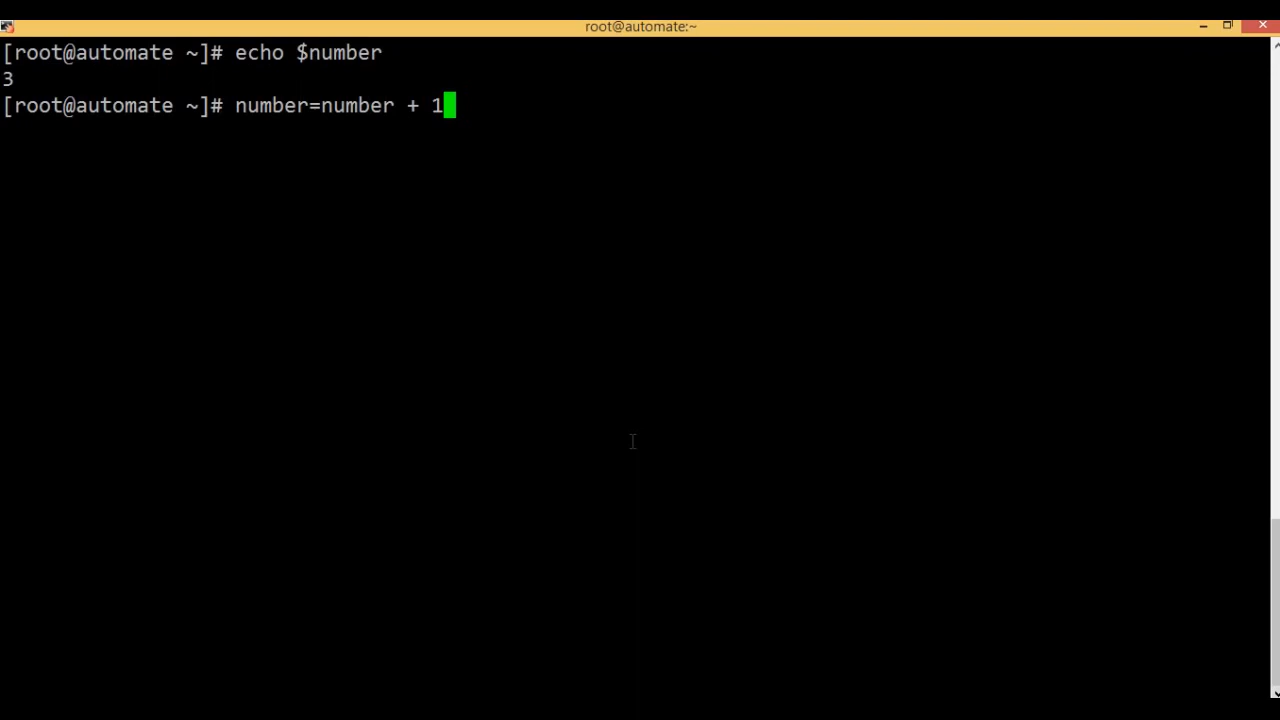 root@automate:~
[root@automate ~]# echo $number
3
[root@automate ~]# number=number + 1